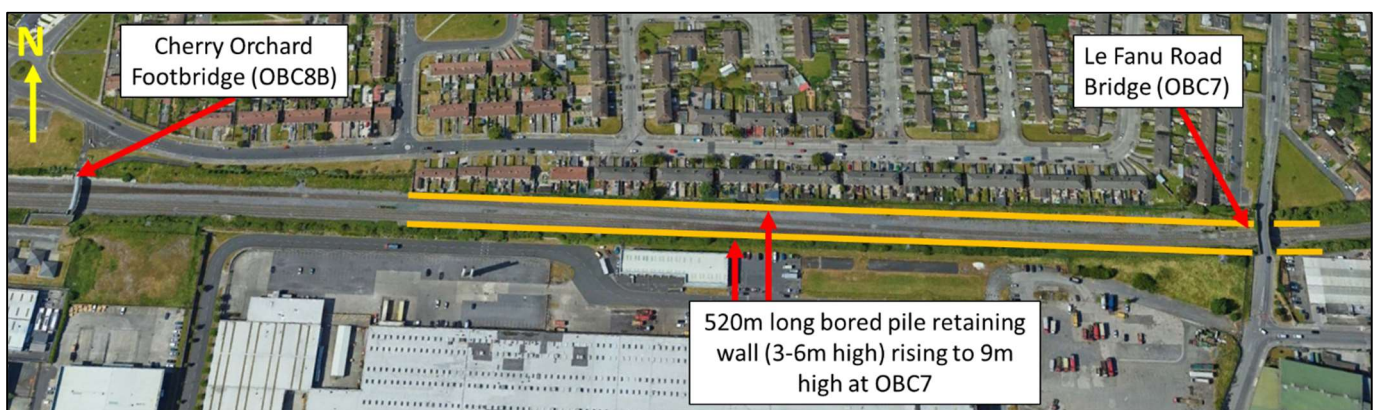 N
Cherry Orchard
Footbridge (OBC8B)
Le Fanu Road
Bridge (OBC7)
520m long bored pile retaining
wall (3-6m high) rising to 9m
high at OBC7